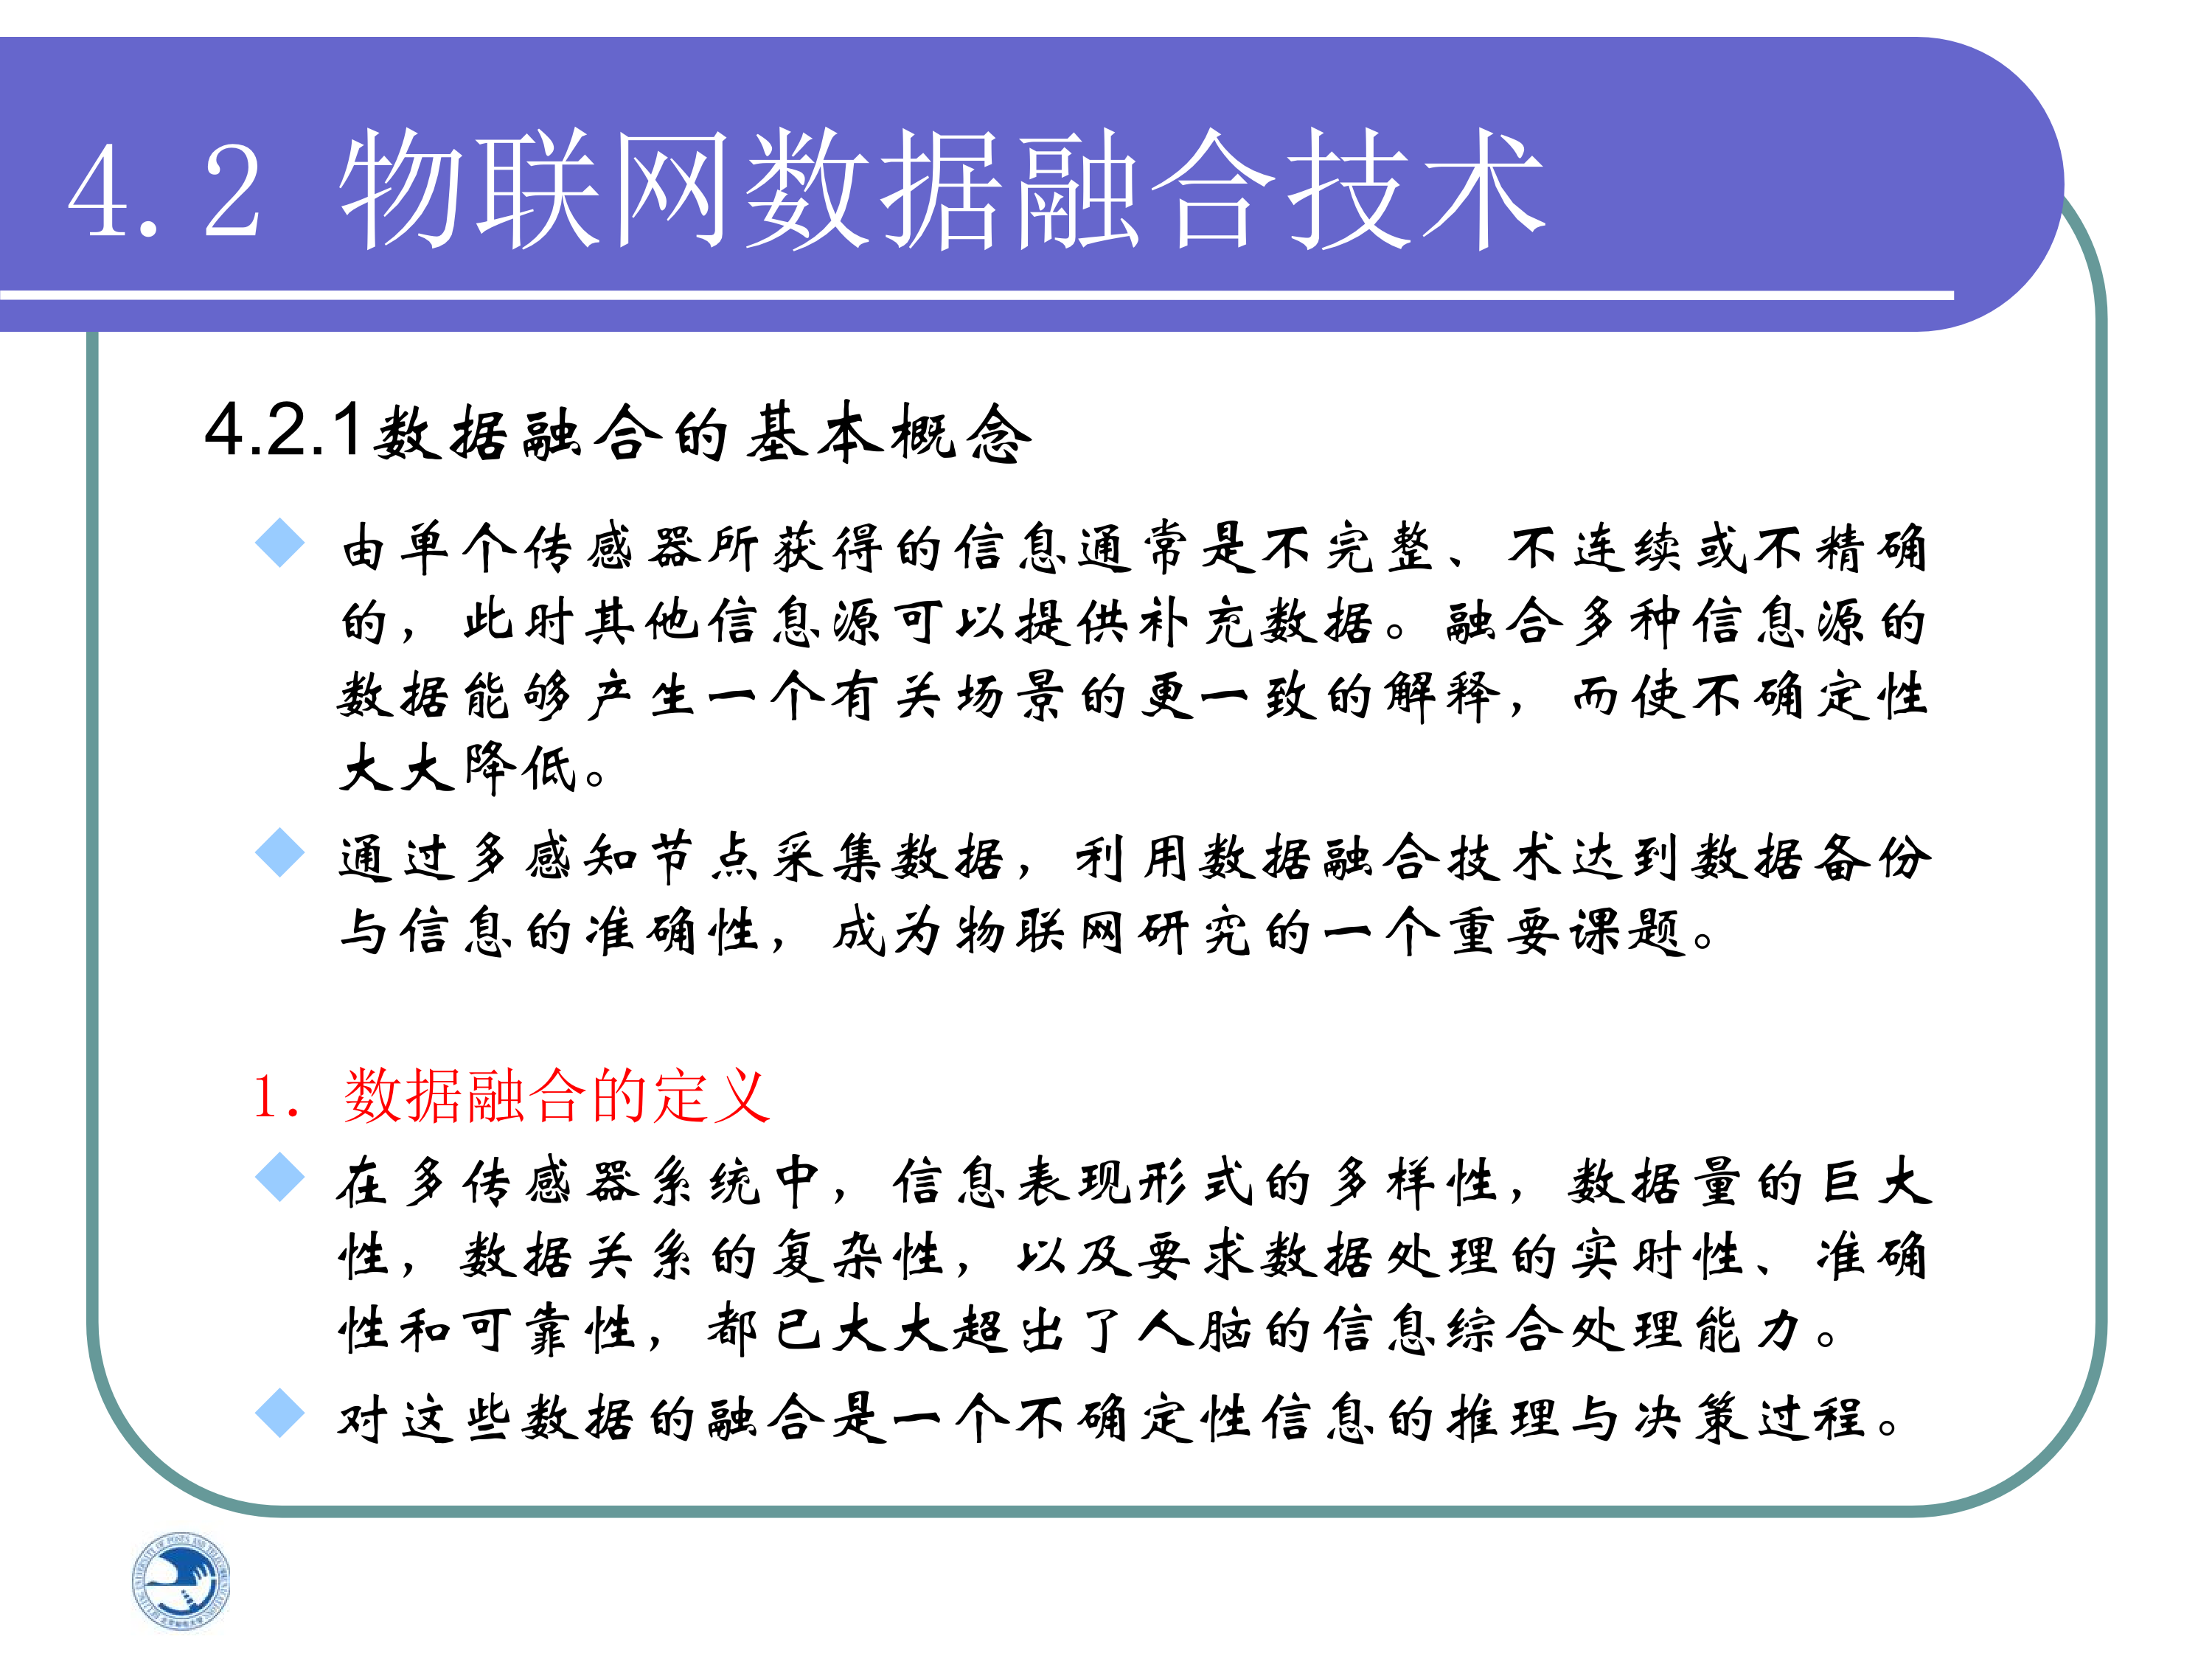 4.2 物联网数据融合技术
4.2.1数据融合的基本概念
由单个传感器所获得的信息通常是不完整、不连续或不精确
的，此时其他信息源可以提供补充数据。融合多种信息源的
数据能够产生一个有关场景的更一致的解释，而使不确定性
大大降低。
通过多感知节点采集数据，利用数据融合技术达到数据备份
与信息的准确性，成为物联网研究的一个重要课题。
1. 数据融合的定义
在多传感器系统中，信息表现形式的多样性，数据量的巨大
性，数据关系的复杂性，以及要求数据处理的实时性、准确
性和可靠性，都已大大超出了人脑的信息综合处理能力。
对这些数据的融合是一个不确定性信息的推理与决策过程。
BEIJING UNIVERSITY OF POSTS AND TELECOMMUNICATIONS
北京邮电大学